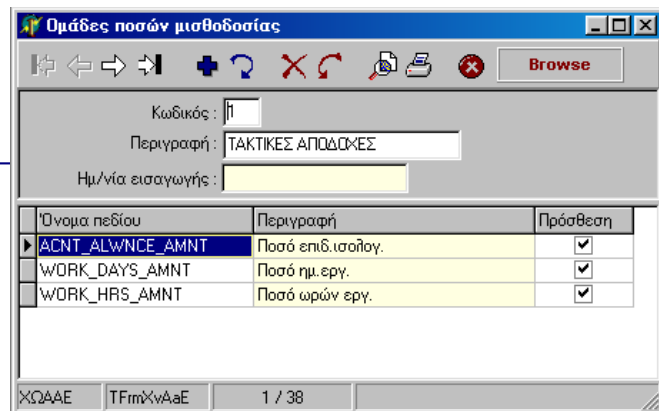 Ομάδες ποσών μισθοδοσίας
Browse
Κωδικός : 1
Περιγραφή : ΤΑΚΤΙΚΕΣ ΑΠΟΔΟΧΕΣ
Ημ/νία εισαγωγής :
Όνομα πεδίου Περιγραφή Πρόσθεση
ACNT_ALWNCE_AMNT Ποσό επιδ.ισολογ.
WORK_DAYS_AMNT Ποσό ημ.εργ.
WORK_HRS_AMNT Ποσό ωρών εργ.
ΧΩΑΑΕ TFrmXvAaE 1 / 38